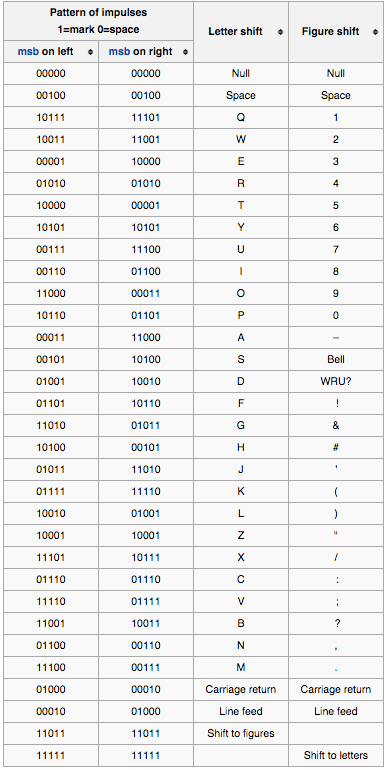 Pattern of impulses
1=mark 0=space
Letter shift
Figure shift
msb on left
msb on right
00000 00000 Null Null
00100 00100 Space Space
10111 11101 Q 1
10011 11001 W 2
00001 10000 E 3
01010 01010 R 4
10000 00001 T 5
10101 10101 Y 6
00111 11100 U 7
00110 01100 I 8
11000 00011 O 9
10110 01101 P 0
00011 11000 A –
00101 10100 S Bell
01001 10010 D WRU?
01101 10110 F !
11010 01011 G &
10100 00101 H #
01011 11010 J '
01111 11110 K (
10010 01001 L )
10001 10001 Z "
11101 10111 X /
01110 01110 C :
11110 01111 V ;
11001 10011 B ?
01100 00110 N ,
11100 00111 M .
01000 00010 Carriage return Carriage return
00010 01000 Line feed Line feed
11011 11011 Shift to figures
11111 11111 Shift to letters